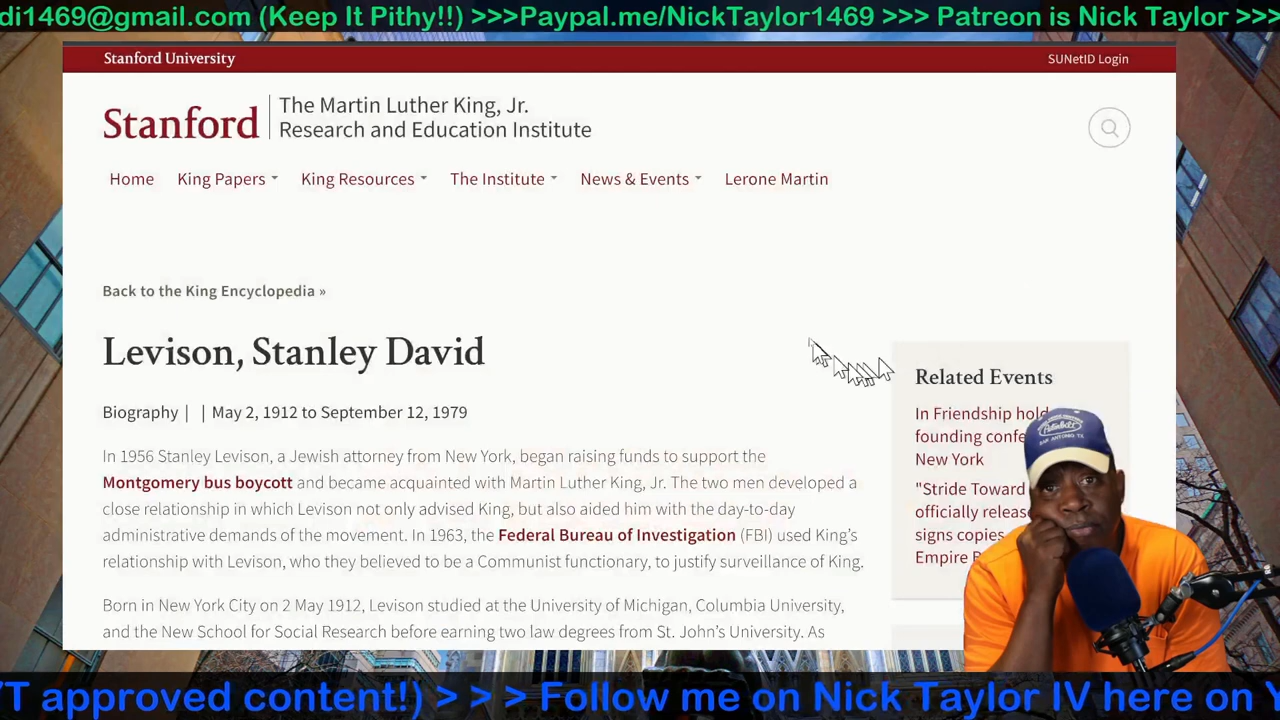 di1469@gmail.com (Keep It Pithy!!) >>>Paypal.me/NickTaylor1469 >>> Patreon is Nick Taylor >>>
Stanford University
SUNetID Login
Stanford
The Martin Luther King, Jr.
Research and Education Institute
Home
King Papers
King Resources
The Institute
News & Events
Lerone Martin
Back to the King Encyclopedia »
Levison, Stanley David
Biography | | May 2, 1912 to September 12, 1979
In 1956 Stanley Levison, a Jewish attorney from New York, began raising funds to support the
Montgomery bus boycott and became acquainted with Martin Luther King, Jr. The two men developed a
close relationship in which Levison not only advised King, but also aided him with the day-to-day
administrative demands of the movement. In 1963, the Federal Bureau of Investigation (FBI) used King’s
relationship with Levison, who they believed to be a Communist functionary, to justify surveillance of King.
Born in New York City on 2 May 1912, Levison studied at the University of Michigan, Columbia University,
and the New School for Social Research before earning two law degrees from St. John’s University. As
Related Events
In Friendship hold
founding confe
New York
"Stride Toward
officially releas
signs copies
Empire
T approved content!) > > > Follow me on Nick Taylor IV here on Y